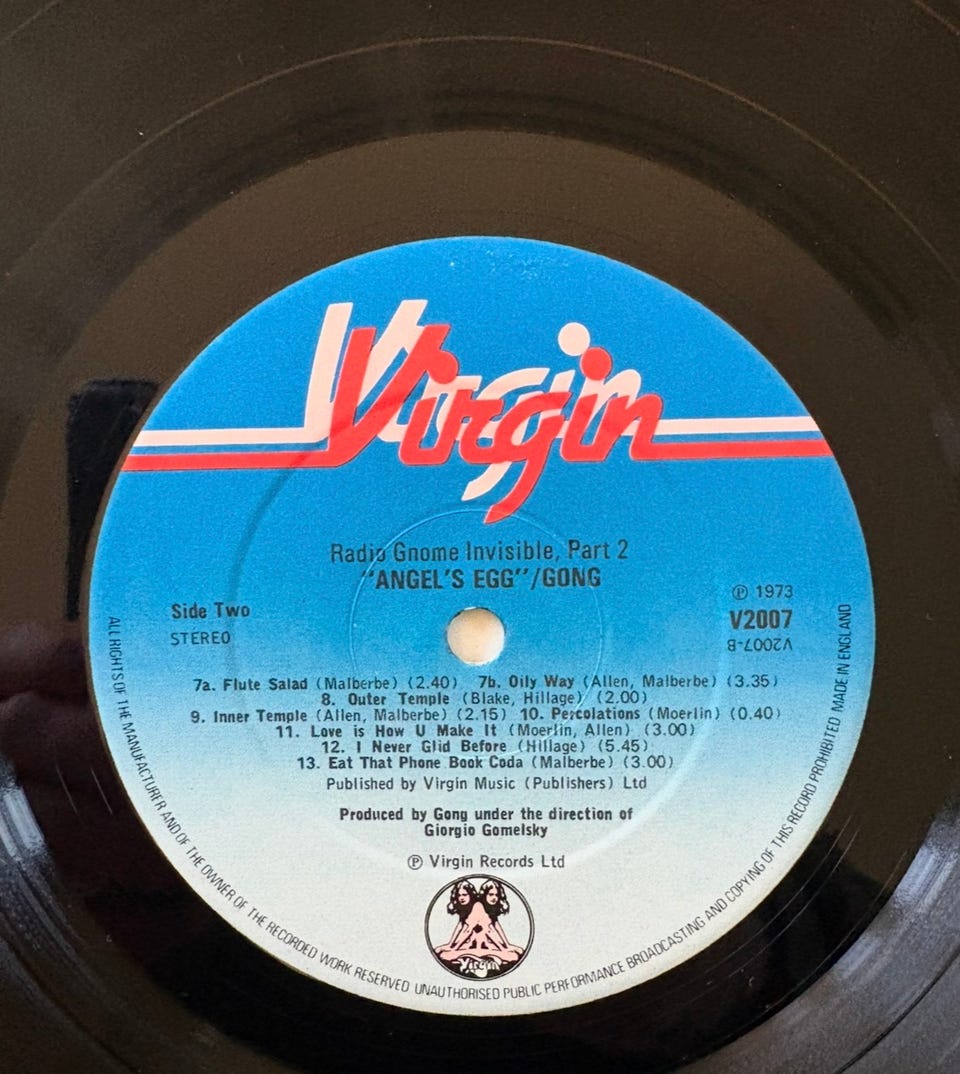 Virgin
Virgin
Radio Gnome Invisible, Part 2
"ANGEL'S EGG"/GONG
Side Two
STEREO
℗ 1973
V2007
V2007-B
7a. Flute Salad (Malberbe) (2.40) 7b. Oily Way (Allen, Malberbe) (3.35)
8. Outer Temple (Blake, Hillage) (2.00)
9. Inner Temple (Allen, Malberbe) (2.15) 10. Percolations (Moerlin) (0.40)
11. Love is How U Make It (Moerlin, Allen) (3.00)
12. I Never Glid Before (Hillage) (5.45)
13. Eat That Phone Book Coda (Malberbe) (3.00)
Published by Virgin Music (Publishers) Ltd
Produced by Gong under the direction of
Giorgio Gomelsky
℗ Virgin Records Ltd
Virgin
ALL RIGHTS OF THE MANUFACTURER AND OF THE OWNER OF THE RECORDED WORK RESERVED UNAUTHORISED PUBLIC PERFORMANCE BROADCASTING AND COPYING OF THIS RECORD PROHIBITED MADE IN ENGLAND